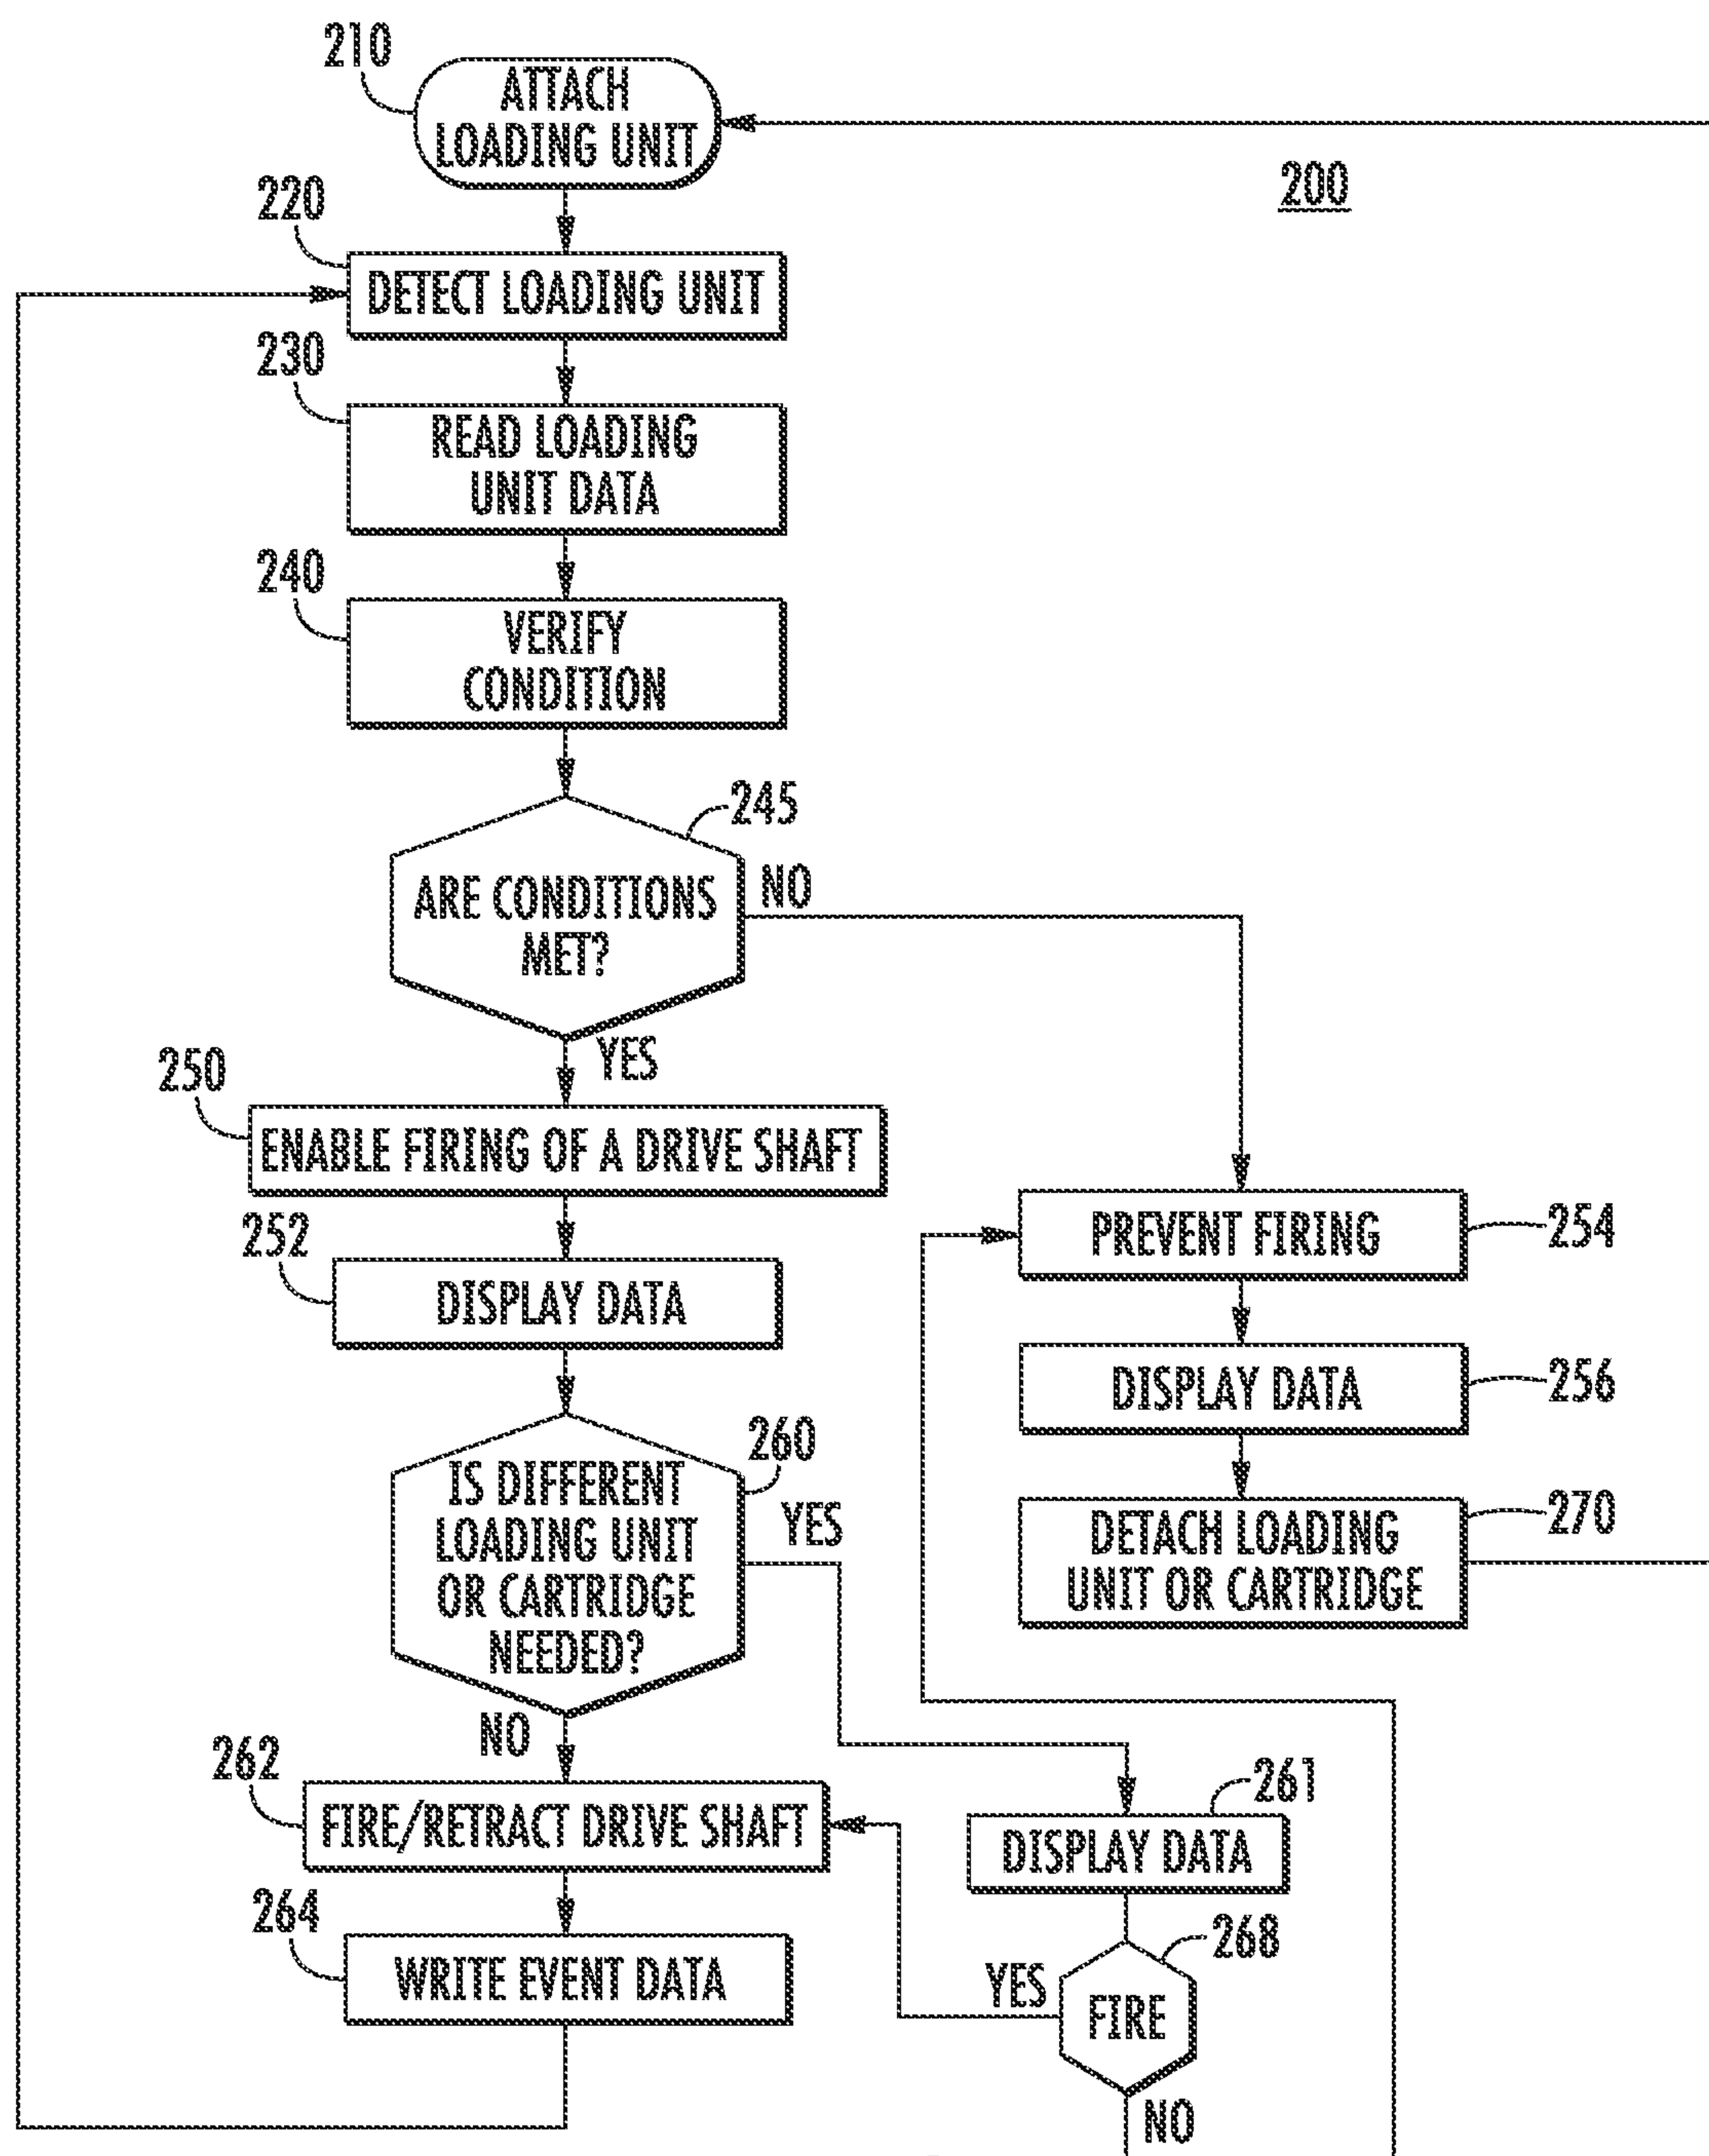 210
ATTACH
LOADING UNIT
200
220
DETECT LOADING UNIT
230
READ LOADING
UNIT DATA
240
VERIFY
CONDITION
245
ARE CONDITIONS
MET?
NO
YES
250
ENABLE FIRING OF A DRIVE SHAFT
252
DISPLAY DATA
PREVENT FIRING
254
DISPLAY DATA
256
260
IS DIFFERENT
LOADING UNIT
OR CARTRIDGE
NEEDED?
YES
NO
DETACH LOADING
UNIT OR CARTRIDGE
270
262
FIRE/RETRACT DRIVE SHAFT
261
DISPLAY DATA
264
WRITE EVENT DATA
268
FIRE
YES
NO